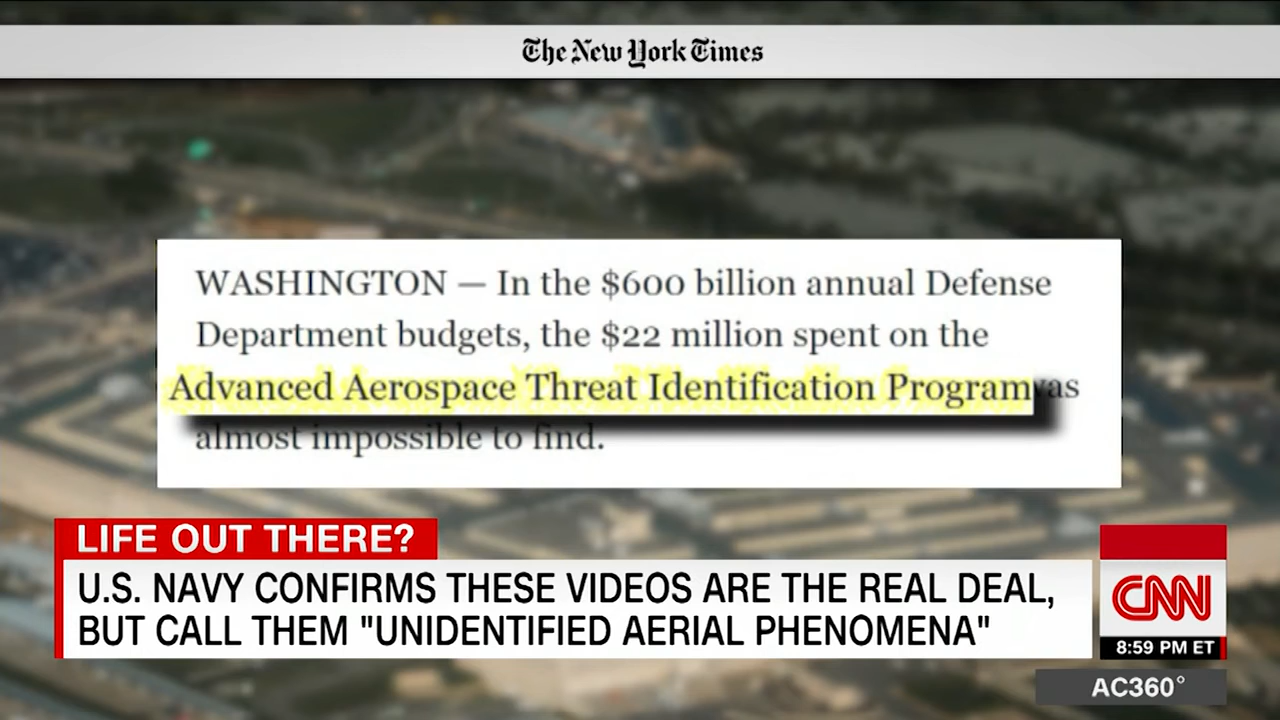 The New York Times
WASHINGTON — In the $600 billion annual Defense
Department budgets, the $22 million spent on the
Advanced Aerospace Threat Identification Program
almost impossible to find.
LIFE OUT THERE?
U.S. NAVY CONFIRMS THESE VIDEOS ARE THE REAL DEAL,
BUT CALL THEM "UNIDENTIFIED AERIAL PHENOMENA"
CNN
8:59 PM ET
AC360°